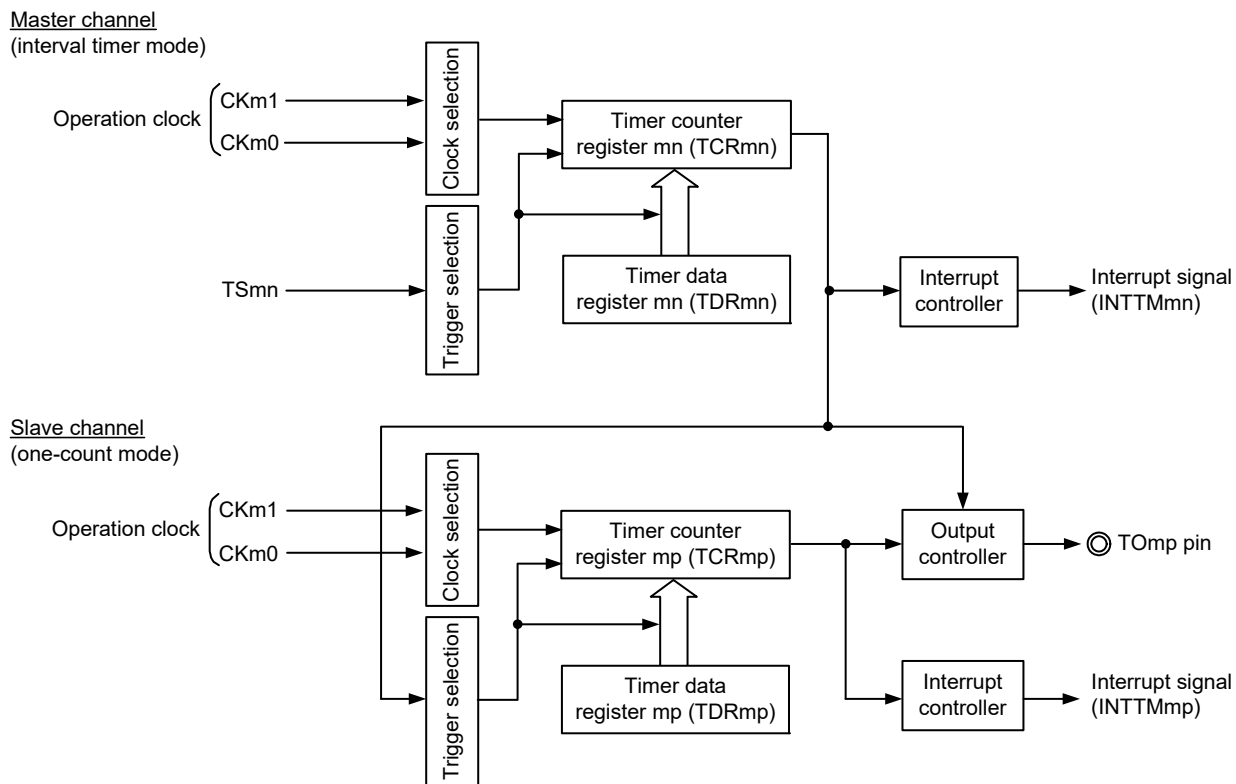 Master channel
(interval timer mode)
Operation clock
CKm1
CKm0
Clock selection
Timer counter
register mn (TCRmn)
TSmn
Trigger selection
Timer data
register mn (TDRmn)
Interrupt
controller
Interrupt signal
(INTTMmn)
Slave channel
(one-count mode)
Operation clock
CKm1
CKm0
Clock selection
Timer counter
register mp (TCRmp)
Output
controller
TOmp pin
Trigger selection
Timer data
register mp (TDRmp)
Interrupt
controller
Interrupt signal
(INTTMmp)